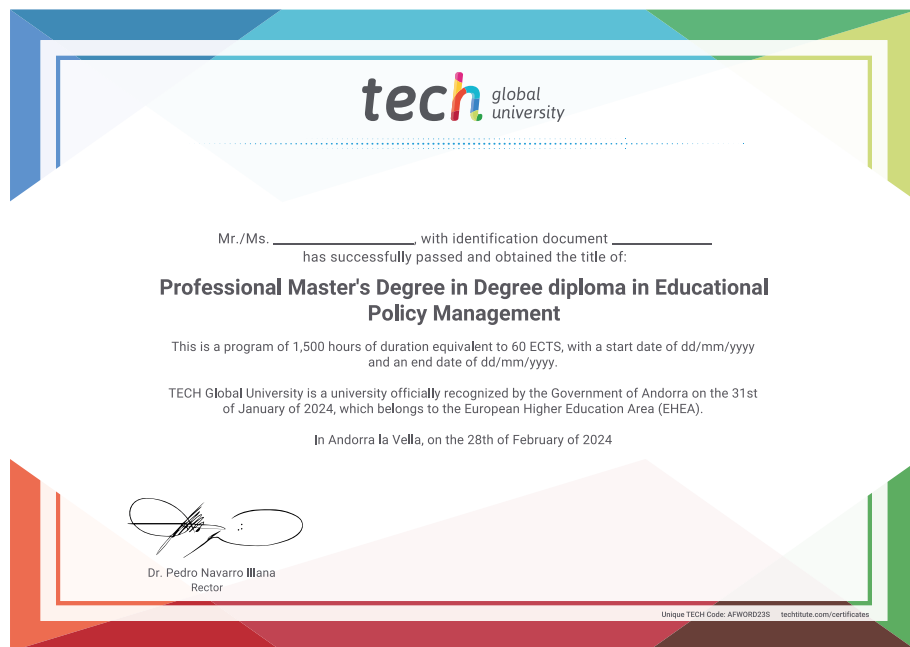 tech global
university
Mr./Ms. ________________, with identification document ___________
has successfully passed and obtained the title of:
Professional Master's Degree in Degree diploma in Educational
Policy Management
This is a program of 1,500 hours of duration equivalent to 60 ECTS, with a start date of dd/mm/yyyy
and an end date of dd/mm/yyyy.
TECH Global University is a university officially recognized by the Government of Andorra on the 31st
of January of 2024, which belongs to the European Higher Education Area (EHEA).
In Andorra la Vella, on the 28th of February of 2024
Dr. Pedro Navarro Illana
Rector
Unique TECH Code: AFWORD23S techtitute.com/certificates